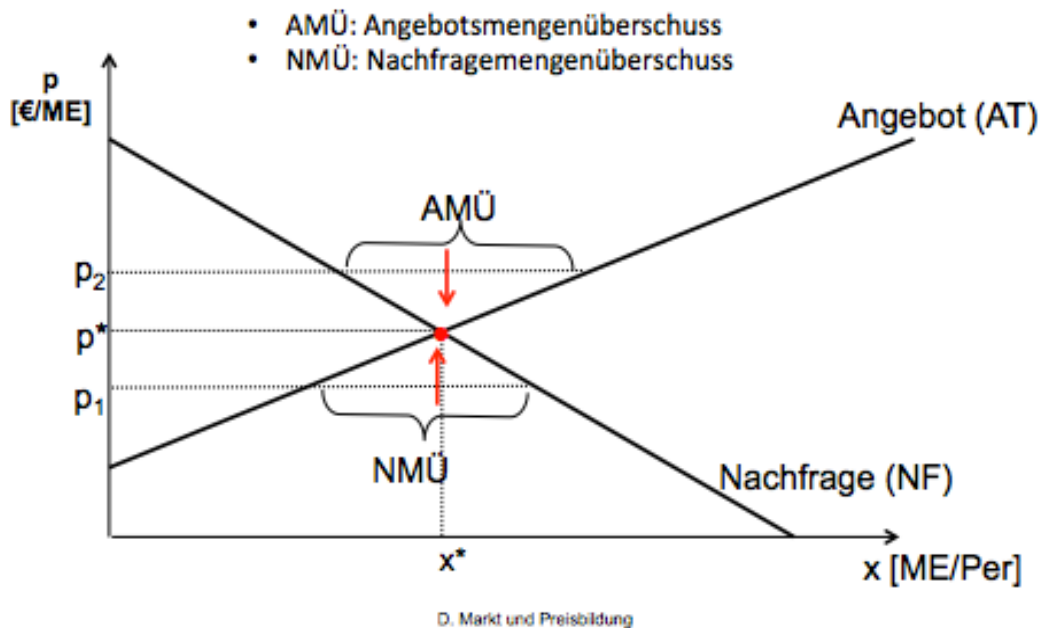 • AMÜ: Angebotsmengenüberschuss
• NMÜ: Nachfragemengenüberschuss
p
[€/ME]
Angebot (AT)
AMÜ
p₂
p*
p₁
NMÜ
Nachfrage (NF)
x*
x [ME/Per]
D. Markt und Preisbildung